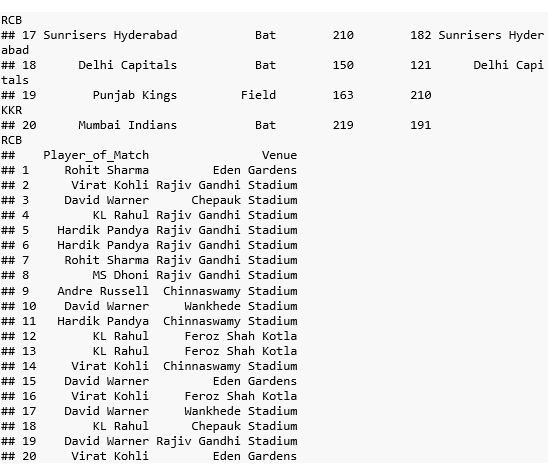 RCB
## 17 Sunrisers Hyderabad           Bat        210        182 Sunrisers Hyder
abad
## 18      Delhi Capitals           Bat        150        121      Delhi Capi
tals
## 19        Punjab Kings         Field        163        210
KKR
## 20      Mumbai Indians           Bat        219        191
RCB
##    Player_of_Match                Venue
## 1     Rohit Sharma         Eden Gardens
## 2      Virat Kohli Rajiv Gandhi Stadium
## 3     David Warner      Chepauk Stadium
## 4         KL Rahul Rajiv Gandhi Stadium
## 5    Hardik Pandya Rajiv Gandhi Stadium
## 6    Hardik Pandya Rajiv Gandhi Stadium
## 7     Rohit Sharma Rajiv Gandhi Stadium
## 8         MS Dhoni Rajiv Gandhi Stadium
## 9    Andre Russell  Chinnaswamy Stadium
## 10    David Warner     Wankhede Stadium
## 11   Hardik Pandya  Chinnaswamy Stadium
## 12        KL Rahul     Feroz Shah Kotla
## 13        KL Rahul     Feroz Shah Kotla
## 14     Virat Kohli  Chinnaswamy Stadium
## 15    David Warner         Eden Gardens
## 16     Virat Kohli     Feroz Shah Kotla
## 17    David Warner     Wankhede Stadium
## 18        KL Rahul      Chepauk Stadium
## 19    David Warner Rajiv Gandhi Stadium
## 20     Virat Kohli         Eden Gardens